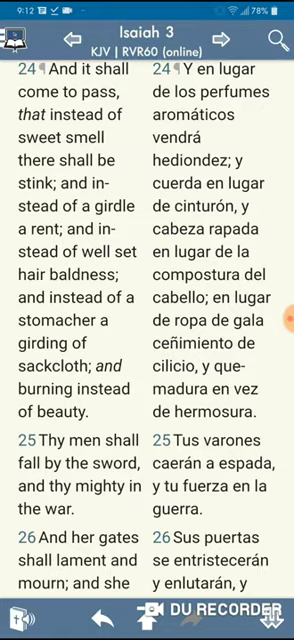 9:12 78%
Isaiah 3
KJV | RVR60 (online)
24 ¶ And it shall
come to pass,
that instead of
sweet smell
there shall be
stink; and in-
stead of a girdle
a rent; and in-
stead of well set
hair baldness;
and instead of a
stomacher a
girding of
sackcloth; and
burning instead
of beauty.
25 Thy men shall
fall by the sword,
and thy mighty in
the war.
26 And her gates
shall lament and
mourn; and she
24 ¶ Y en lugar
de los perfumes
aromáticos
vendrá
hediondez; y
cuerda en lugar
de cinturón, y
cabeza rapada
en lugar de la
compostura del
cabello; en lugar
de ropa de gala
ceñimiento de
cilicio, y que-
madura en vez
de hermosura.
25 Tus varones
caerán a espada,
y tu fuerza en la
guerra.
26 Sus puertas
se entristecerán
y enlutarán, y
DU RECORDER